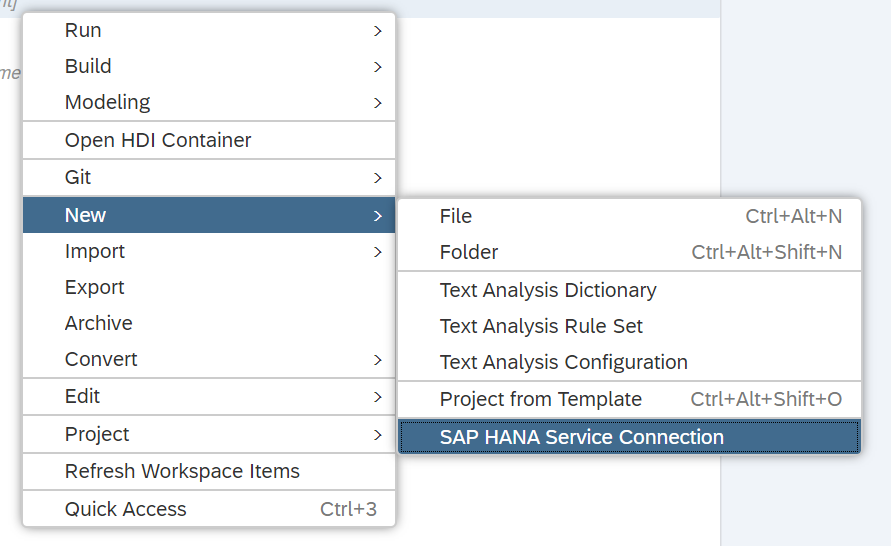 Run
Build
Modeling
Open HDI Container
Git
New
Import
Export
Archive
Convert
Edit
Project
Refresh Workspace Items
Quick Access Ctrl+3
File Ctrl+Alt+N
Folder Ctrl+Alt+Shift+N
Text Analysis Dictionary
Text Analysis Rule Set
Text Analysis Configuration
Project from Template Ctrl+Alt+Shift+O
SAP HANA Service Connection